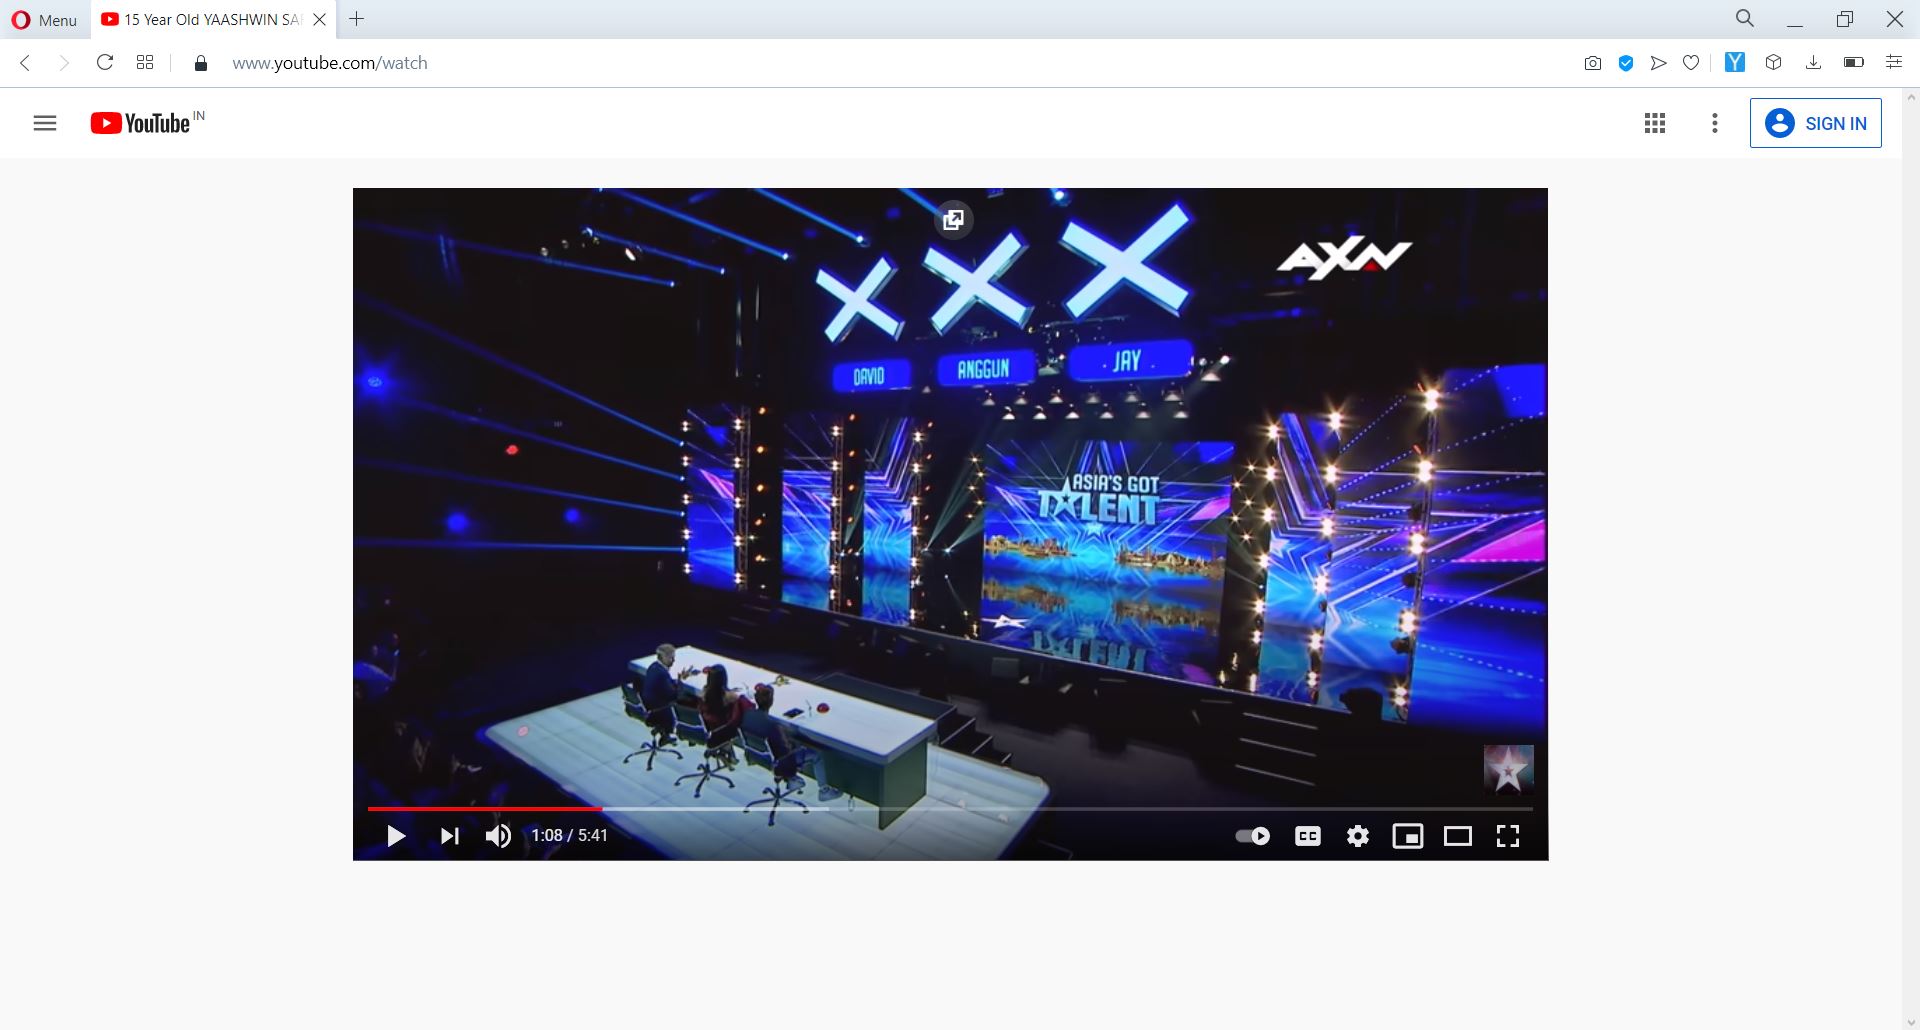 Menu
15 Year Old YAASHWIN SA
www.youtube.com/watch
YouTube IN
SIGN IN
AXN
DAVID
ANGGUN
JAY
ASIA'S GOT
TALENT
1:08 / 5:41
CC